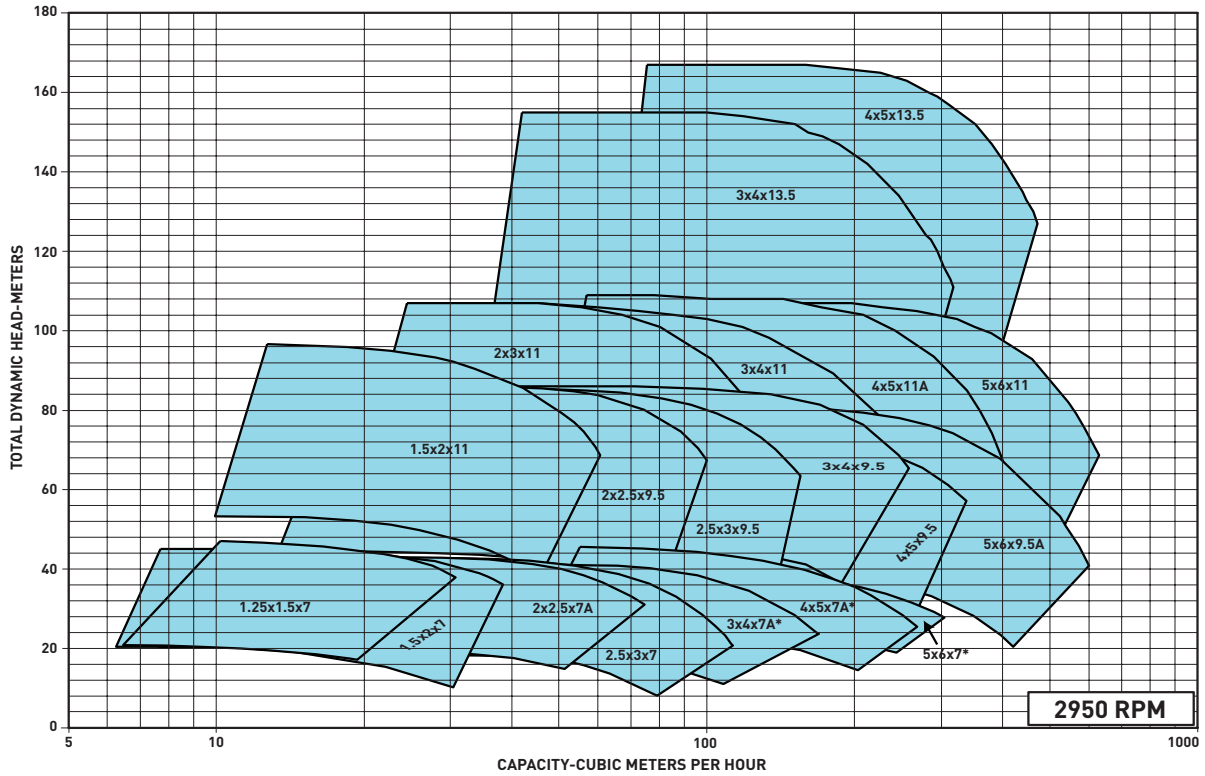 180
160
140
120
100
80
60
40
20
0
TOTAL DYNAMIC HEAD-METERS
4x5x13.5
3x4x13.5
2x3x11
3x4x11
4x5x11A
5x6x11
1.5x2x11
2x2.5x9.5
2.5x3x9.5
3x4x9.5
4x5x9.5
5x6x9.5A
1.25x1.5x7
1.5x2x7
2x2.5x7A
2.5x3x7
3x4x7A*
4x5x7A*
5x6x7*
2950 RPM
5
10
100
1000
CAPACITY-CUBIC METERS PER HOUR